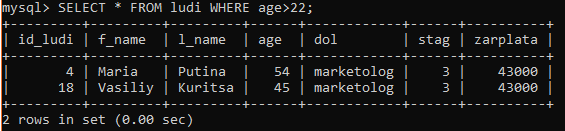 mysql> SELECT * FROM ludi WHERE age>22;
+---------+---------+---------+------+------------+------+----------+
| id_ludi | f_name  | l_name  | age  | dol        | stag | zarplata |
+---------+---------+---------+------+------------+------+----------+
|       4 | Maria   | Putina  |   54 | marketolog |    3 |    43000 |
|      18 | Vasiliy | Kuritsa |   45 | marketolog |    3 |    43000 |
+---------+---------+---------+------+------------+------+----------+
2 rows in set (0.00 sec)